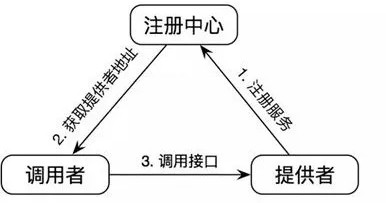 注册中心
2. 获取提供者地址
1. 注册服务
调用者
3. 调用接口
提供者